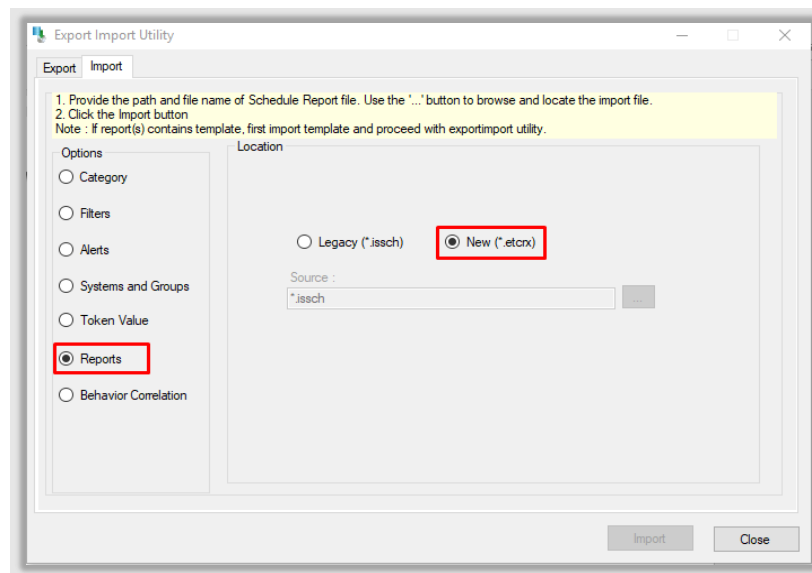 Export Import Utility
Export Import
1. Provide the path and file name of Schedule Report file. Use the '...' button to browse and locate the import file.
2. Click the Import button
Note : If report(s) contains template, first import template and proceed with exportimport utility.
Options
Location
Category
Filters
Alerts
Legacy (*.issch) New (*.etcrx)
Systems and Groups
Source :
*.issch ...
Token Value
Reports
Behavior Correlation
Import Close